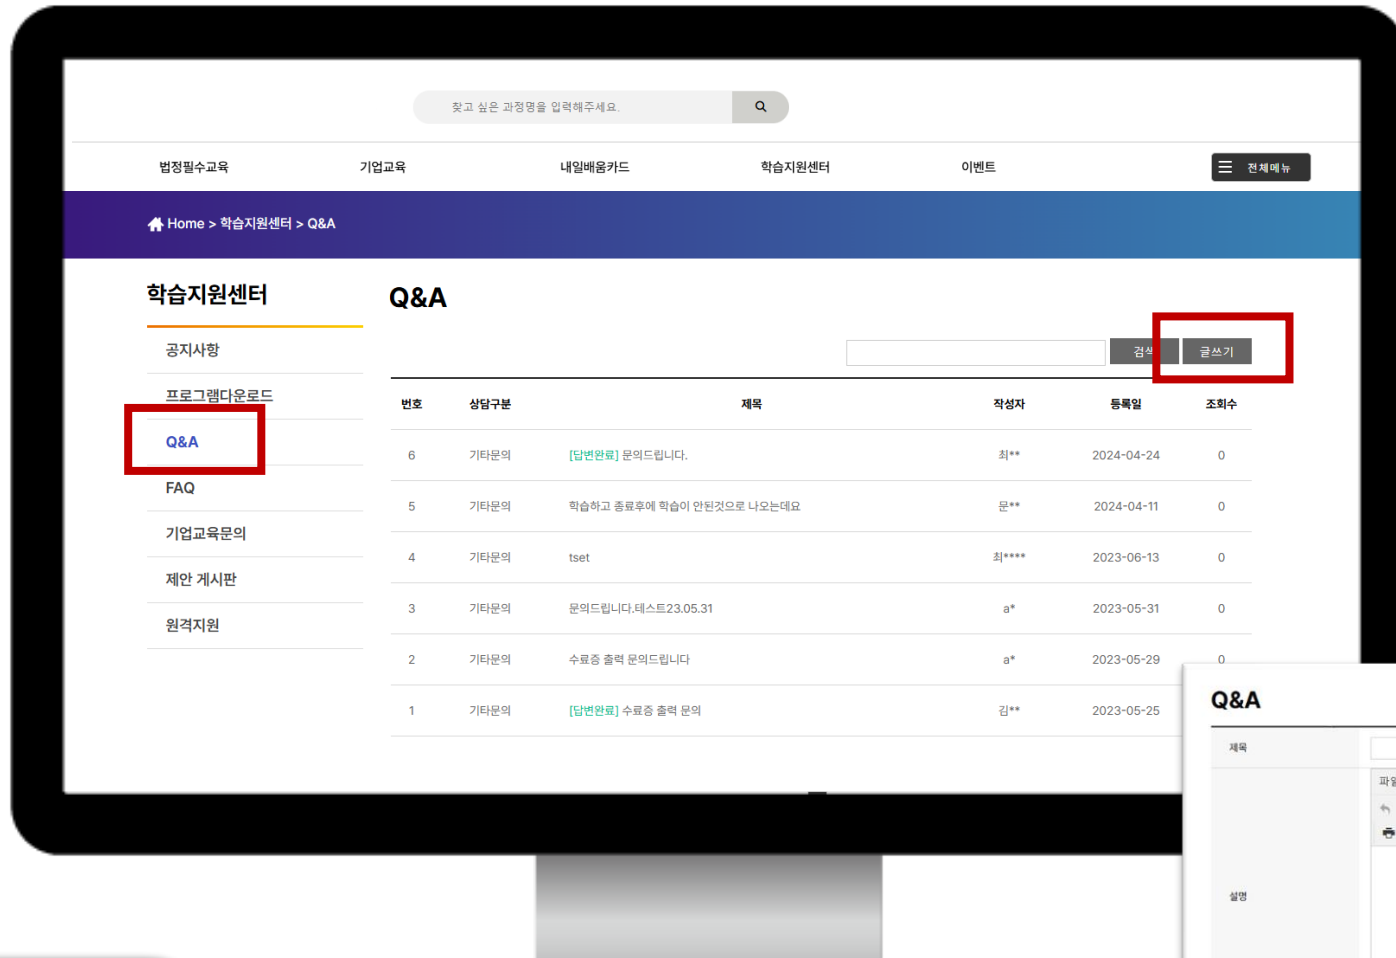 찾고 싶은 과정명을 입력해주세요.
법정필수교육 기업교육 내일배움카드 학습지원센터 이벤트 전체메뉴
Home > 학습지원센터 > Q&A
학습지원센터
공지사항
프로그램다운로드
Q&A
FAQ
기업교육문의
제안 게시판
원격지원
Q&A
글쓰기
번호 상담구분 제목 작성자 등록일 조회수
6 기타문의 [답변완료] 문의드립니다. 최** 2024-04-24 0
5 기타문의 학습하고 종료후에 학습이 안된것으로 나오는데요 문** 2024-04-11 0
4 기타문의 tset 최**** 2023-06-13 0
3 기타문의 문의드립니다.테스트23.05.31 a* 2023-05-31 0
2 기타문의 수료증 출력 문의드립니다 a* 2023-05-29 0
1 기타문의 [답변완료] 수료증 출력 문의 김** 2023-05-25
Q&A
제목
설명